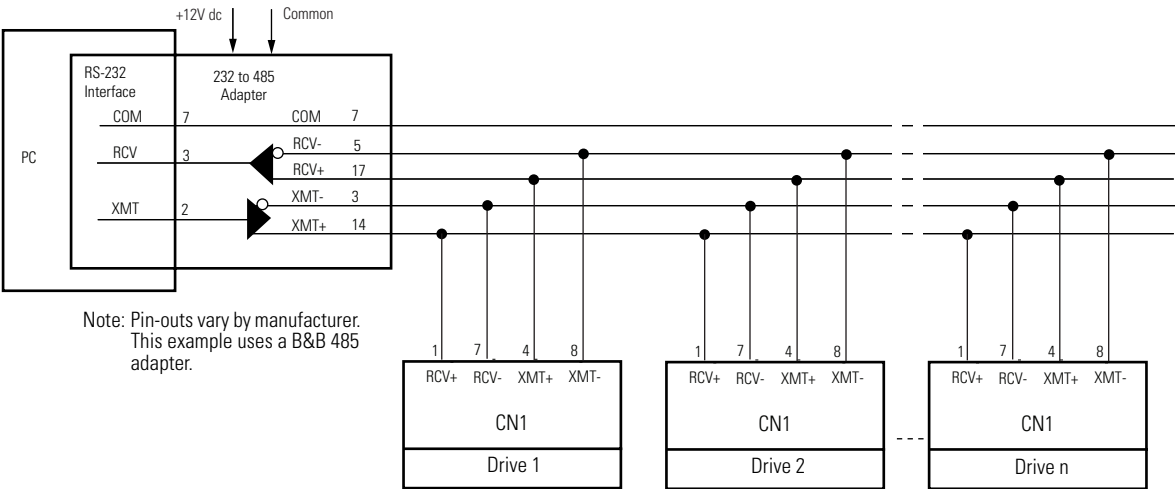 +12V dc Common
RS-232
Interface
232 to 485
Adapter
COM 7 COM 7
RCV- 5
PC RCV 3
RCV+ 17
XMT- 3
XMT 2
XMT+ 14
Note: Pin-outs vary by manufacturer.
This example uses a B&B 485
adapter.
1 7 4 8
RCV+ RCV- XMT+ XMT-
CN1
Drive 1
1 7 4 8
RCV+ RCV- XMT+ XMT-
CN1
Drive 2
1 7 4 8
RCV+ RCV- XMT+ XMT-
CN1
Drive n